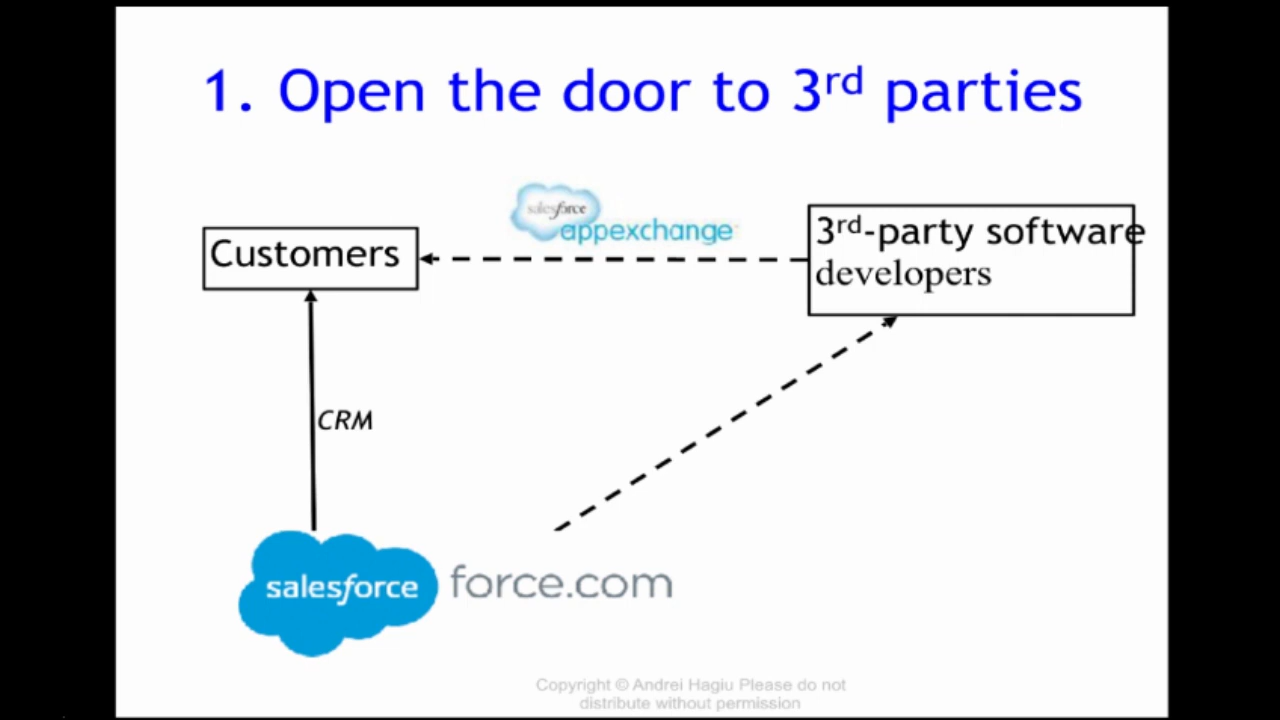 1. Open the door to 3rd parties
salesforce
appexchange
Customers
3rd-party software
developers
CRM
salesforce
force.com
Copyright © Andrei Hagiu Please do not
distribute without permission